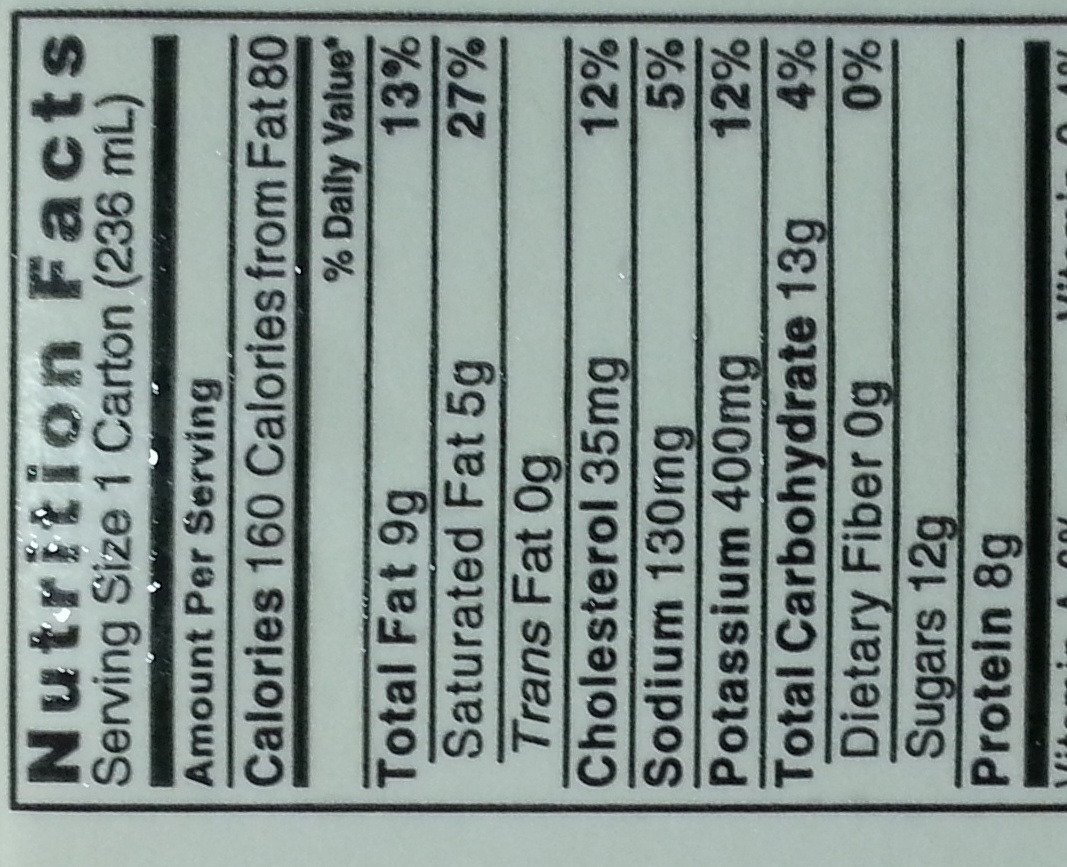 Nutrition Facts
Serving Size 1 Carton (236 mL)
Amount Per Serving
Calories 160 Calories from Fat 80
% Daily Value*
Total Fat 9g 13%
Saturated Fat 5g 27%
Trans Fat 0g
Cholesterol 35mg 12%
Sodium 130mg 5%
Potassium 400mg 12%
Total Carbohydrate 13g 4%
Dietary Fiber 0g 0%
Sugars 12g
Protein 8g